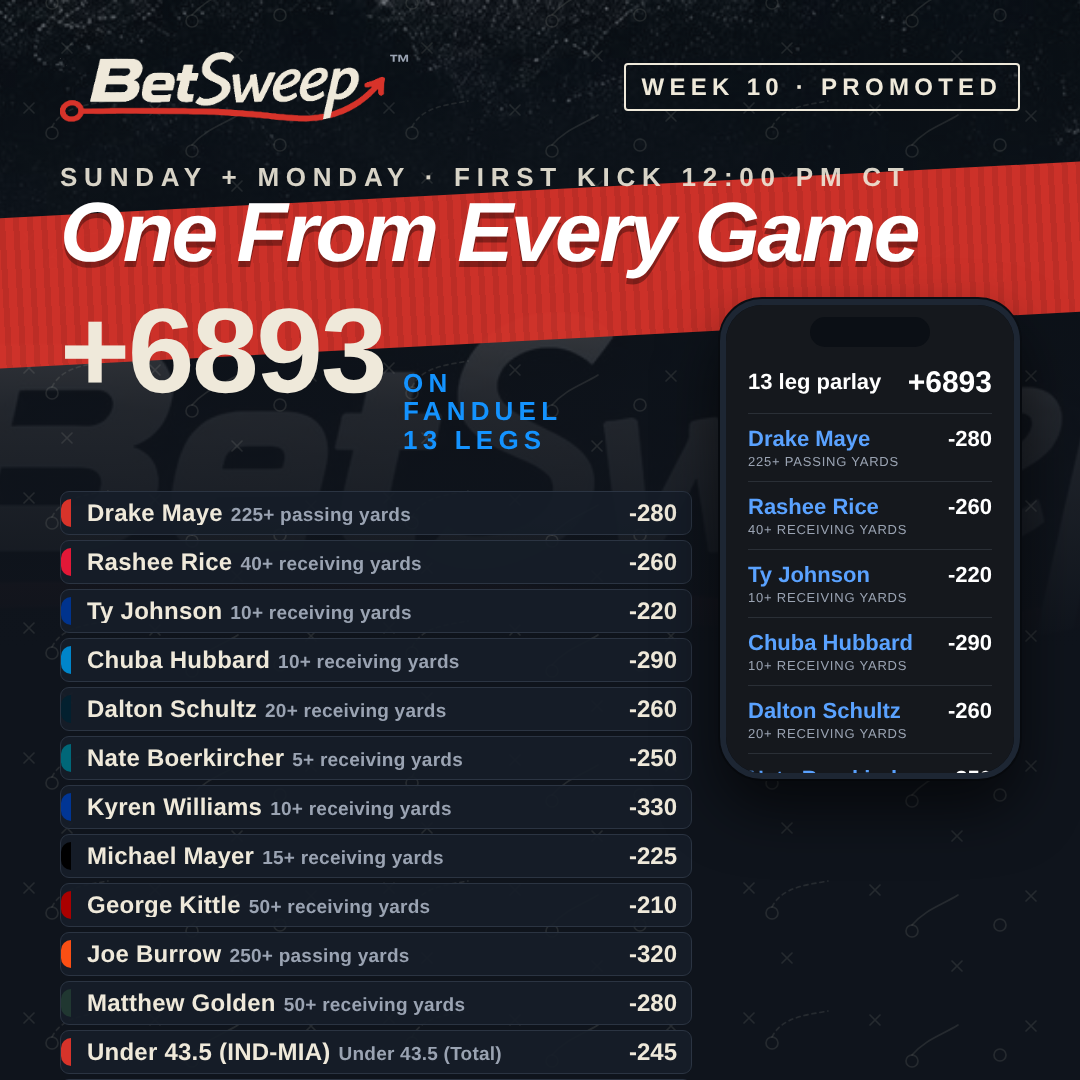 BetSweep™
WEEK 10 · PROMOTED
SUNDAY + MONDAY · FIRST KICK 12:00 PM CT
One From Every Game
+6893
ON
FANDUEL
13 LEGS
Drake Maye 225+ passing yards -280
Rashee Rice 40+ receiving yards -260
Ty Johnson 10+ receiving yards -220
Chuba Hubbard 10+ receiving yards -290
Dalton Schultz 20+ receiving yards -260
Nate Boerkircher 5+ receiving yards -250
Kyren Williams 10+ receiving yards -330
Michael Mayer 15+ receiving yards -225
George Kittle 50+ receiving yards -210
Joe Burrow 250+ passing yards -320
Matthew Golden 50+ receiving yards -280
Under 43.5 (IND-MIA) Under 43.5 (Total) -245
13 leg parlay +6893
Drake Maye -280
225+ PASSING YARDS
Rashee Rice -260
40+ RECEIVING YARDS
Ty Johnson -220
10+ RECEIVING YARDS
Chuba Hubbard -290
10+ RECEIVING YARDS
Dalton Schultz -260
20+ RECEIVING YARDS